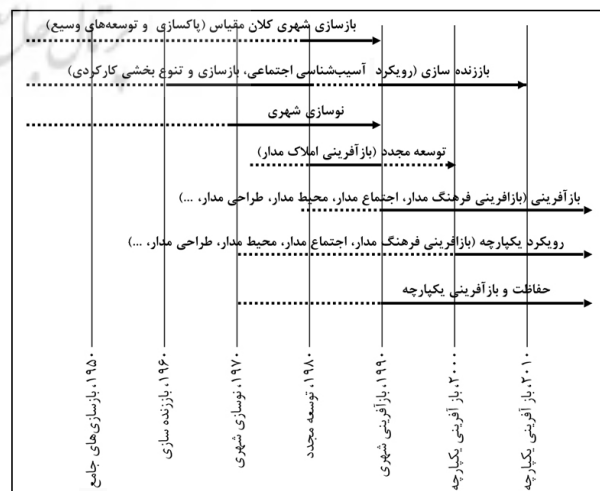 بازسازی شهری کلان مقیاس (پاکسازی و توسعه‌های وسیع)
باززنده سازی (رویکرد آسیب‌شناسی اجتماعی، بازسازی و تنوع بخشی کارکردی)
نوسازی شهری
توسعه مجدد (بازآفرینی املاک مدار)
بازآفرینی (بازافرینی فرهنگ مدار، اجتماع مدار، محیط مدار، طراحی مدار، ...)
رویکرد یکپارچه (بازافرینی فرهنگ مدار، اجتماع مدار، محیط مدار، طراحی مدار، ...)
حفاظت و بازآفرینی یکپارچه
۱۹۵۰، بازسازی‌های جامع
۱۹۶۰، باززنده سازی
۱۹۷۰، نوسازی شهری
۱۹۸۰، توسعه مجدد
۱۹۹۰، بازآفرینی شهری
۲۰۰۰، باز آفرینی یکپارچه
۲۰۱۰، باز آفرینی یکپارچه